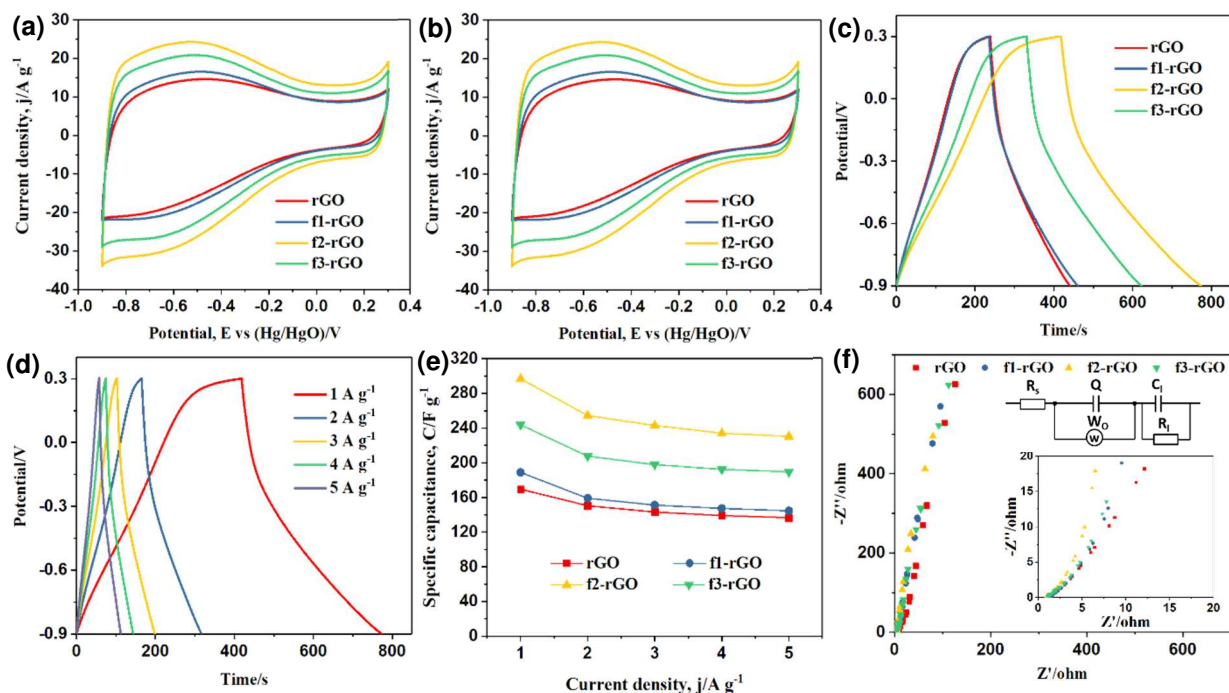 (a)
30
20
10
0
-10
-20
-30
-40
-1.0 -0.8 -0.6 -0.4 -0.2 0.0 0.2 0.4
Current density, j/A g⁻¹
Potential, E vs (Hg/HgO)/V
rGO
f1-rGO
f2-rGO
f3-rGO
(b)
30
20
10
0
-10
-20
-30
-40
-1.0 -0.8 -0.6 -0.4 -0.2 0.0 0.2 0.4
Current density, j/A g⁻¹
Potential, E vs (Hg/HgO)/V
rGO
f1-rGO
f2-rGO
f3-rGO
(c)
0.3
0.0
-0.3
-0.6
-0.9
0 200 400 600 800
Potential/V
Time/s
rGO
f1-rGO
f2-rGO
f3-rGO
(d)
0.3
0.0
-0.3
-0.6
-0.9
0 200 400 600 800
Potential/V
Time/s
1 A g⁻¹
2 A g⁻¹
3 A g⁻¹
4 A g⁻¹
5 A g⁻¹
(e)
320
280
240
200
160
120
80
40
0
1 2 3 4 5
Specific capacitance, C/F g⁻¹
Current density, j/A g⁻¹
rGO f1-rGO
f2-rGO f3-rGO
(f)
rGO f1-rGO f2-rGO f3-rGO
600
400
200
0
0 200 400 600
-Z''/ohm
Z'/ohm
Rs Q Cl
Wo
w Rl
20
15
10
5
0
0 5 10 15 20
-Z''/ohm
Z'/ohm